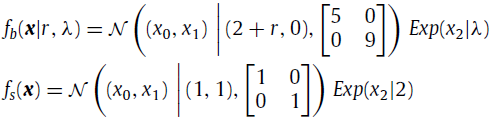 f_b(𝒙|r, λ) = 𝒩 ( (x_0, x_1) | (2 + r, 0), [ 5 0 ; 0 9 ] ) Exp(x_2|λ)
f_s(𝒙) = 𝒩 ( (x_0, x_1) | (1, 1), [ 1 0 ; 0 1 ] ) Exp(x_2|2)